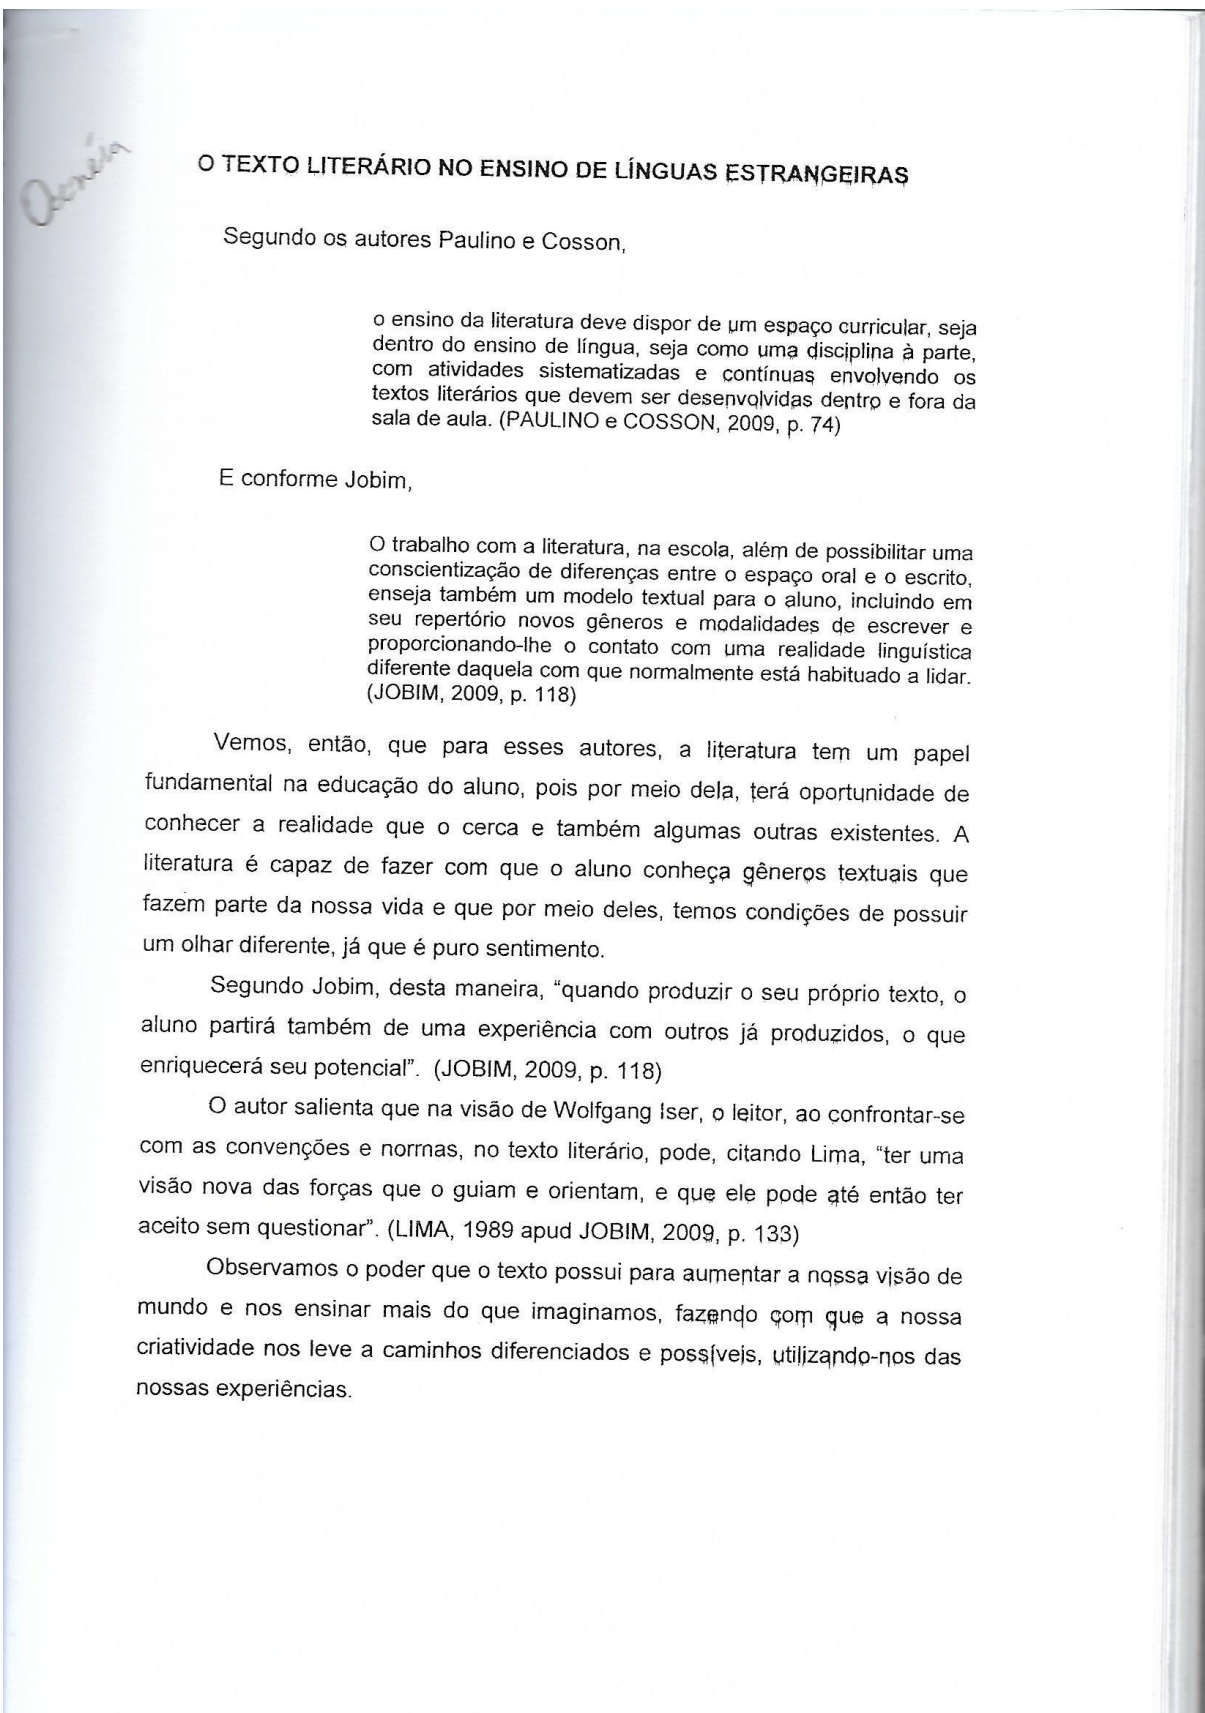 O TEXTO LITERÁRIO NO ENSINO DE LÍNGUAS ESTRANGEIRAS
Segundo os autores Paulino e Cosson,
o ensino da literatura deve dispor de um espaço curricular, seja
dentro do ensino de língua, seja como uma disciplina à parte,
com atividades sistematizadas e contínuas envolvendo os
textos literários que devem ser desenvolvidas dentro e fora da
sala de aula. (PAULINO e COSSON, 2009, p. 74)
E conforme Jobim,
O trabalho com a literatura, na escola, além de possibilitar uma
conscientização de diferenças entre o espaço oral e o escrito,
enseja também um modelo textual para o aluno, incluindo em
seu repertório novos gêneros e modalidades de escrever e
proporcionando-lhe o contato com uma realidade linguística
diferente daquela com que normalmente está habituado a lidar.
(JOBIM, 2009, p. 118)
Vemos, então, que para esses autores, a literatura tem um papel
fundamental na educação do aluno, pois por meio dela, terá oportunidade de
conhecer a realidade que o cerca e também algumas outras existentes. A
literatura é capaz de fazer com que o aluno conheça gêneros textuais que
fazem parte da nossa vida e que por meio deles, temos condições de possuir
um olhar diferente, já que é puro sentimento.
Segundo Jobim, desta maneira, “quando produzir o seu próprio texto, o
aluno partirá também de uma experiência com outros já produzidos, o que
enriquecerá seu potencial”. (JOBIM, 2009, p. 118)
O autor salienta que na visão de Wolfgang Iser, o leitor, ao confrontar-se
com as convenções e normas, no texto literário, pode, citando Lima, “ter uma
visão nova das forças que o guiam e orientam, e que ele pode até então ter
aceito sem questionar”. (LIMA, 1989 apud JOBIM, 2009, p. 133)
Observamos o poder que o texto possui para aumentar a nossa visão de
mundo e nos ensinar mais do que imaginamos, fazendo com que a nossa
criatividade nos leve a caminhos diferenciados e possíveis, utilizando-nos das
nossas experiências.